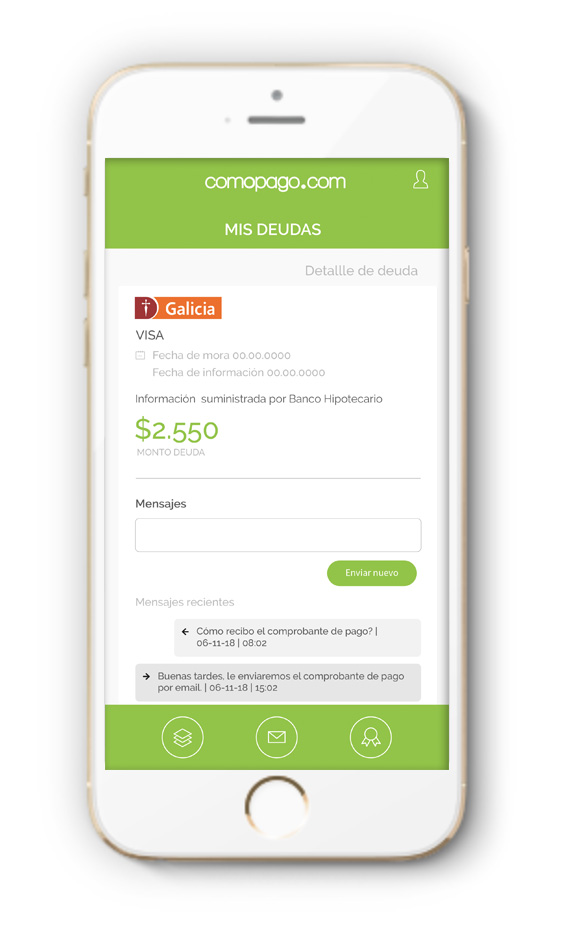 comopago.com
MIS DEUDAS
Detallle de deuda
Galicia
VISA
Fecha de mora 00.00.0000
Fecha de información 00.00.0000
Información suministrada por Banco Hipotecario
$2.550
MONTO DEUDA
Mensajes
Enviar nuevo
Mensajes recientes
Cómo recibo el comprobante de pago? |
06-11-18 | 08:02
Buenas tardes, le enviaremos el comprobante de pago
por email. | 06-11-18 | 15:02